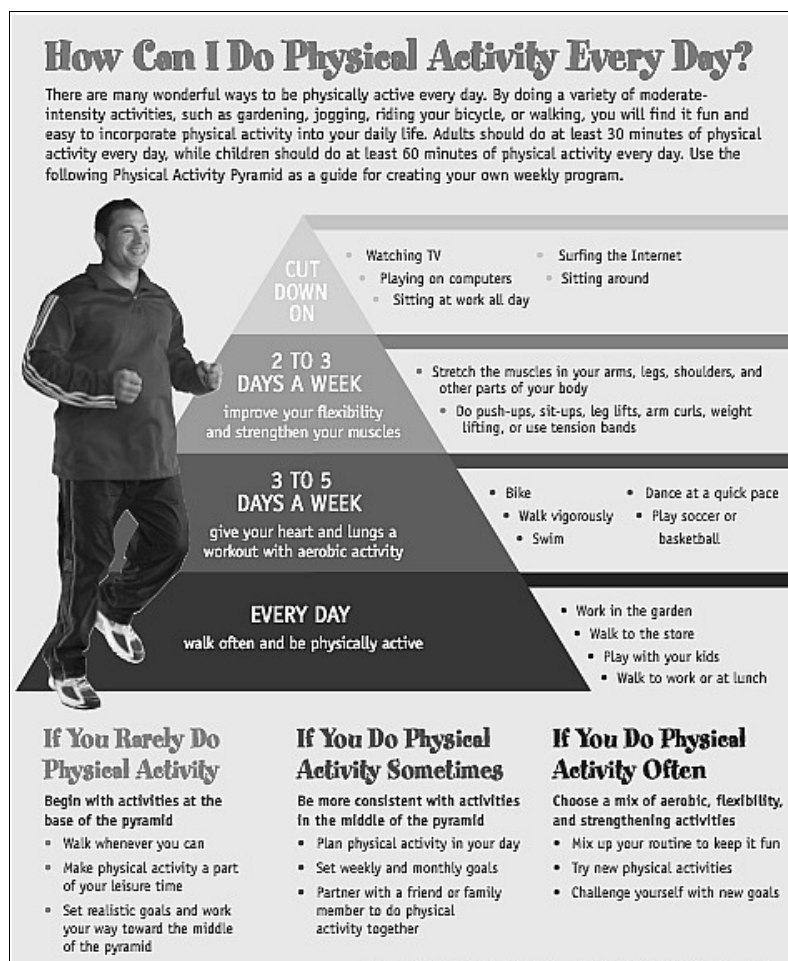 How Can I Do Physical Activity Every Day?
There are many wonderful ways to be physically active every day. By doing a variety of moderate-
intensity activities, such as gardening, jogging, riding your bicycle, or walking, you will find it fun and
easy to incorporate physical activity into your daily life. Adults should do at least 30 minutes of physical
activity every day, while children should do at least 60 minutes of physical activity every day. Use the
following Physical Activity Pyramid as a guide for creating your own weekly program.
CUT
DOWN
ON
• Watching TV
• Playing on computers
• Sitting at work all day
• Surfing the Internet
• Sitting around
2 TO 3
DAYS A WEEK
improve your flexibility
and strengthen your muscles
• Stretch the muscles in your arms, legs, shoulders, and
other parts of your body
• Do push-ups, sit-ups, leg lifts, arm curls, weight
lifting, or use tension bands
3 TO 5
DAYS A WEEK
give your heart and lungs a
workout with aerobic activity
• Bike
• Walk vigorously
• Swim
• Dance at a quick pace
• Play soccer or
basketball
EVERY DAY
walk often and be physically active
• Work in the garden
• Walk to the store
• Play with your kids
• Walk to work or at lunch
If You Rarely Do
Physical Activity
Begin with activities at the
base of the pyramid
• Walk whenever you can
• Make physical activity a part
of your leisure time
• Set realistic goals and work
your way toward the middle
of the pyramid
If You Do Physical
Activity Sometimes
Be more consistent with activities
in the middle of the pyramid
• Plan physical activity in your day
• Set weekly and monthly goals
• Partner with a friend or family
member to do physical
activity together
If You Do Physical
Activity Often
Choose a mix of aerobic, flexibility,
and strengthening activities
• Mix up your routine to keep it fun
• Try new physical activities
• Challenge yourself with new goals